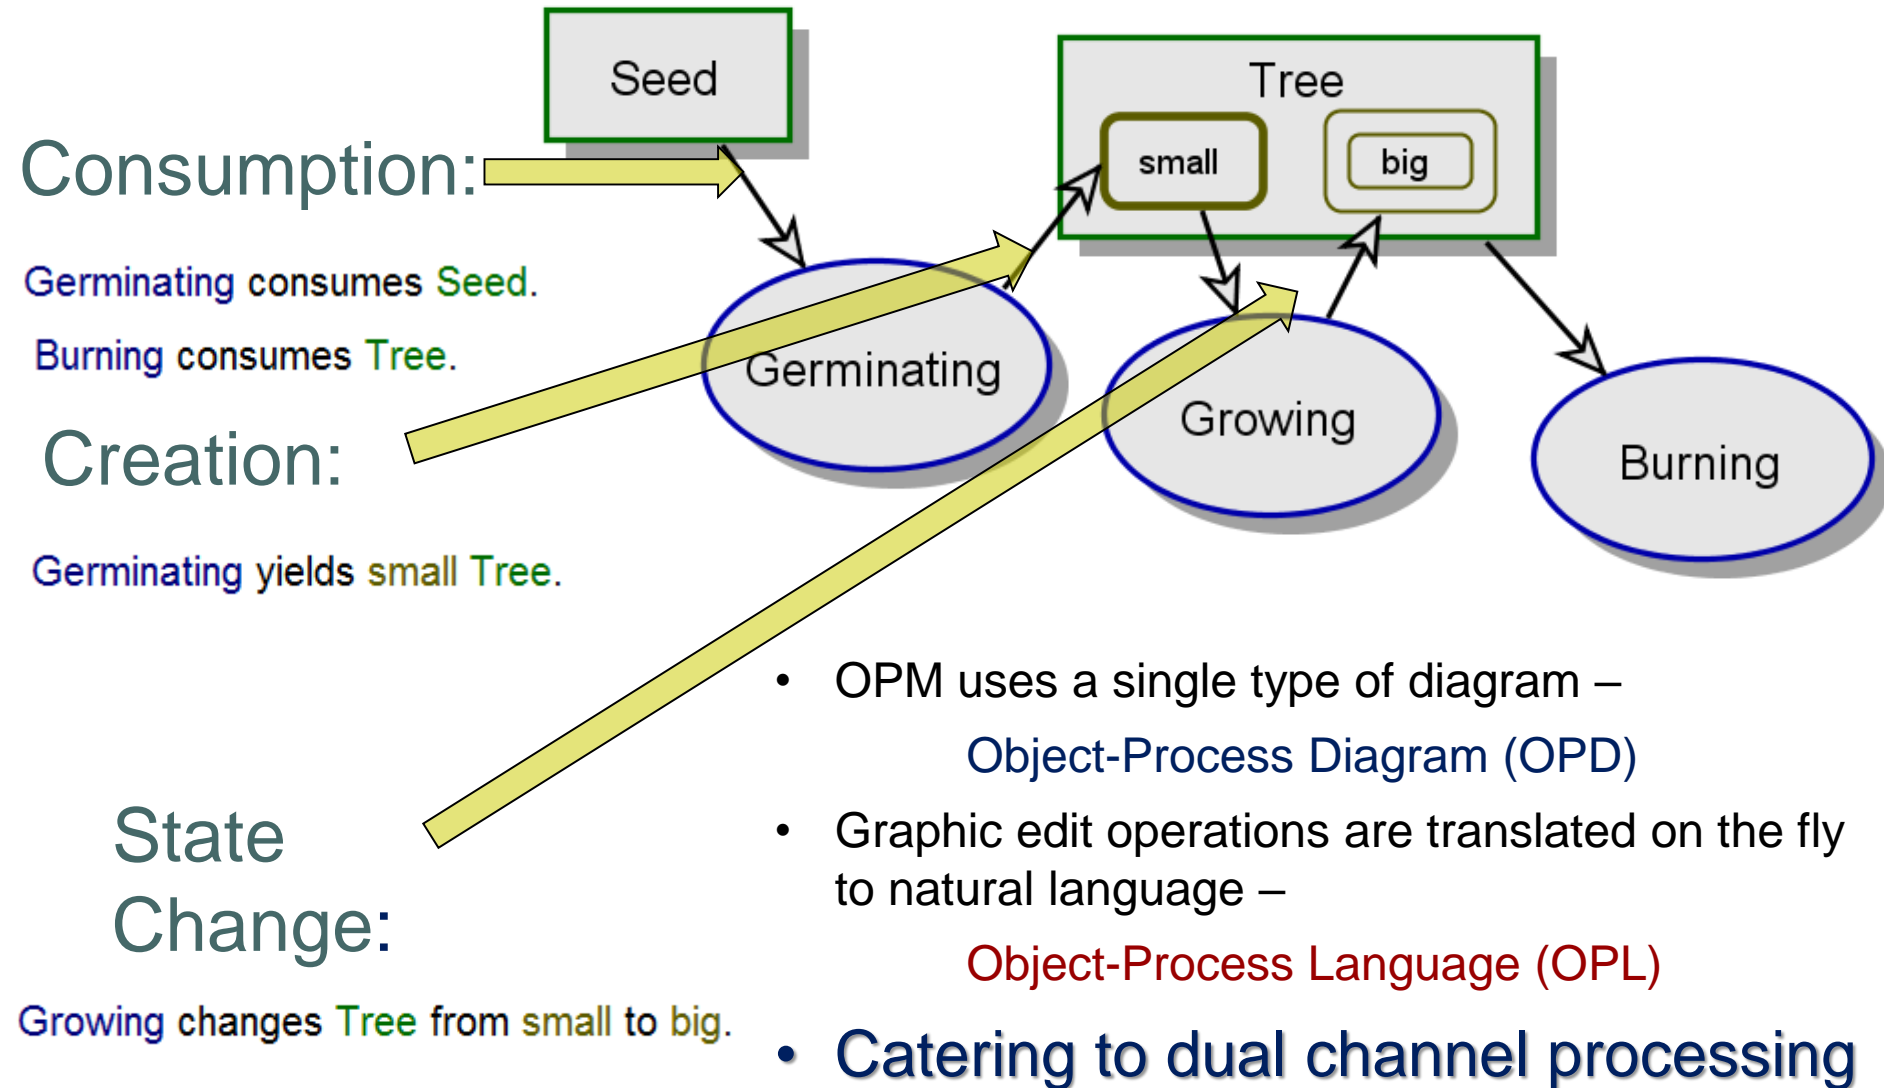 Seed
Tree
small
big
Consumption:
Germinating consumes Seed.
Burning consumes Tree.
Germinating
Growing
Burning
Creation:
Germinating yields small Tree.
State
Change:
Growing changes Tree from small to big.
• OPM uses a single type of diagram –
Object-Process Diagram (OPD)
• Graphic edit operations are translated on the fly
to natural language –
Object-Process Language (OPL)
• Catering to dual channel processing